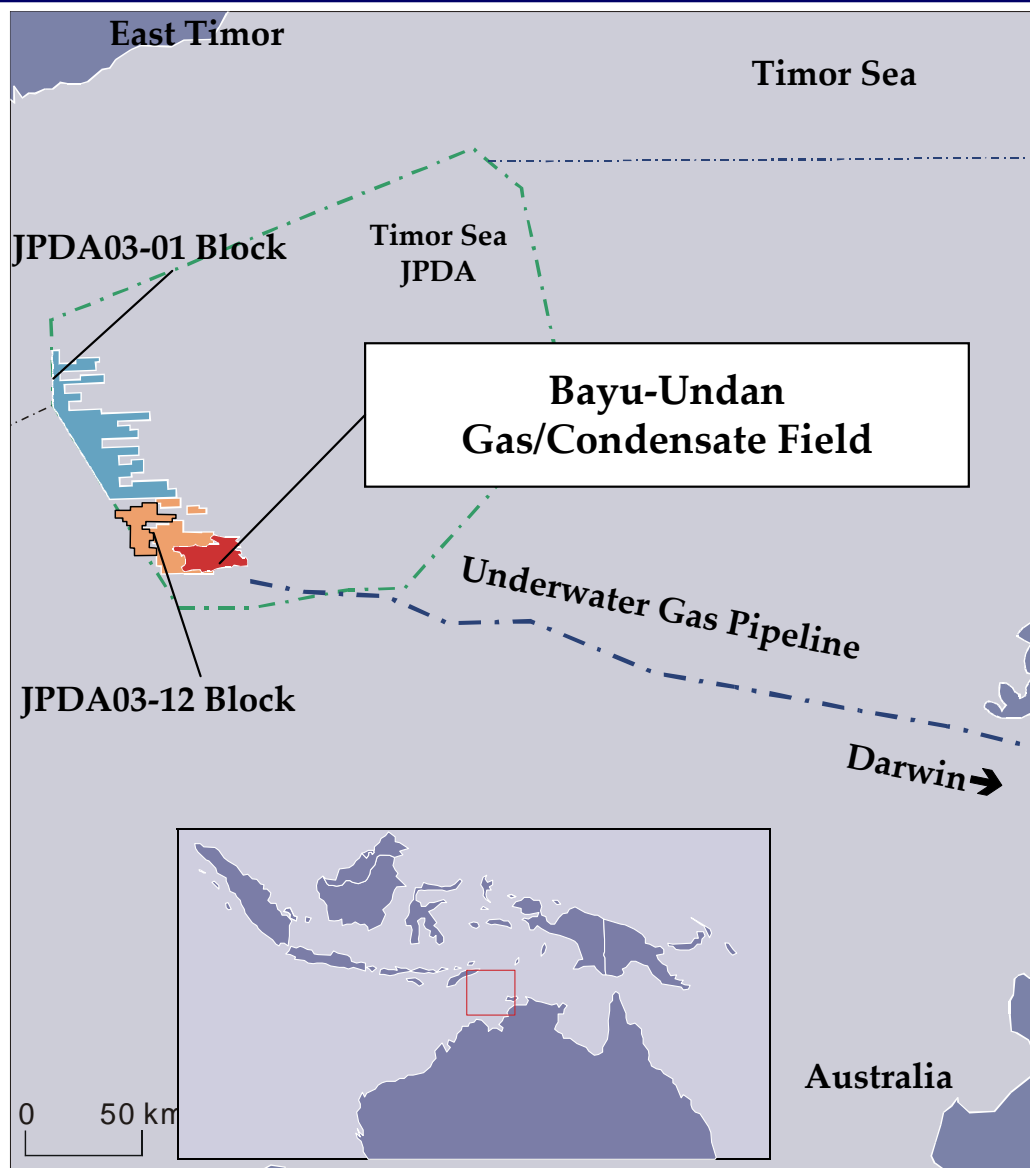 East Timor
Timor Sea
JPDA03-01 Block
Timor Sea
JPDA
Bayu-Undan
Gas/Condensate Field
Underwater Gas Pipeline
JPDA03-12 Block
Darwin
Australia
0 50 km